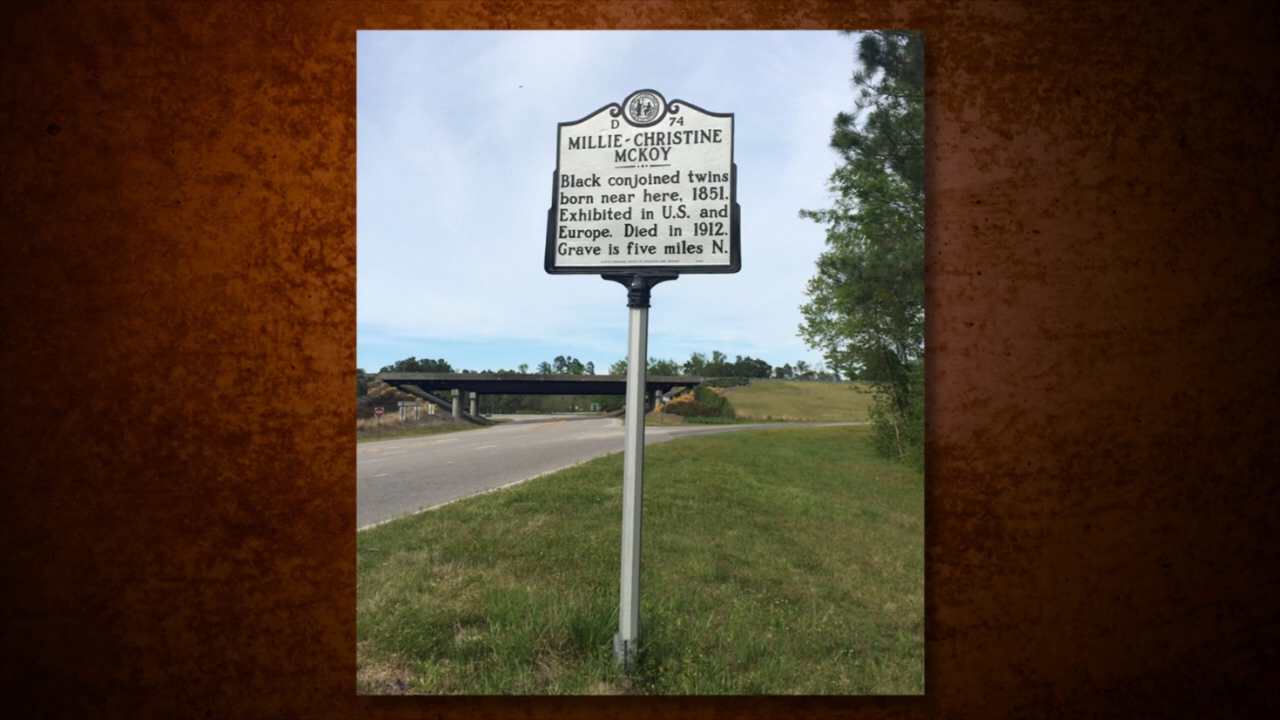 D 74
MILLIE-CHRISTINE
MCKOY
Black conjoined twins
born near here, 1851.
Exhibited in U.S. and
Europe. Died in 1912.
Grave is five miles N.